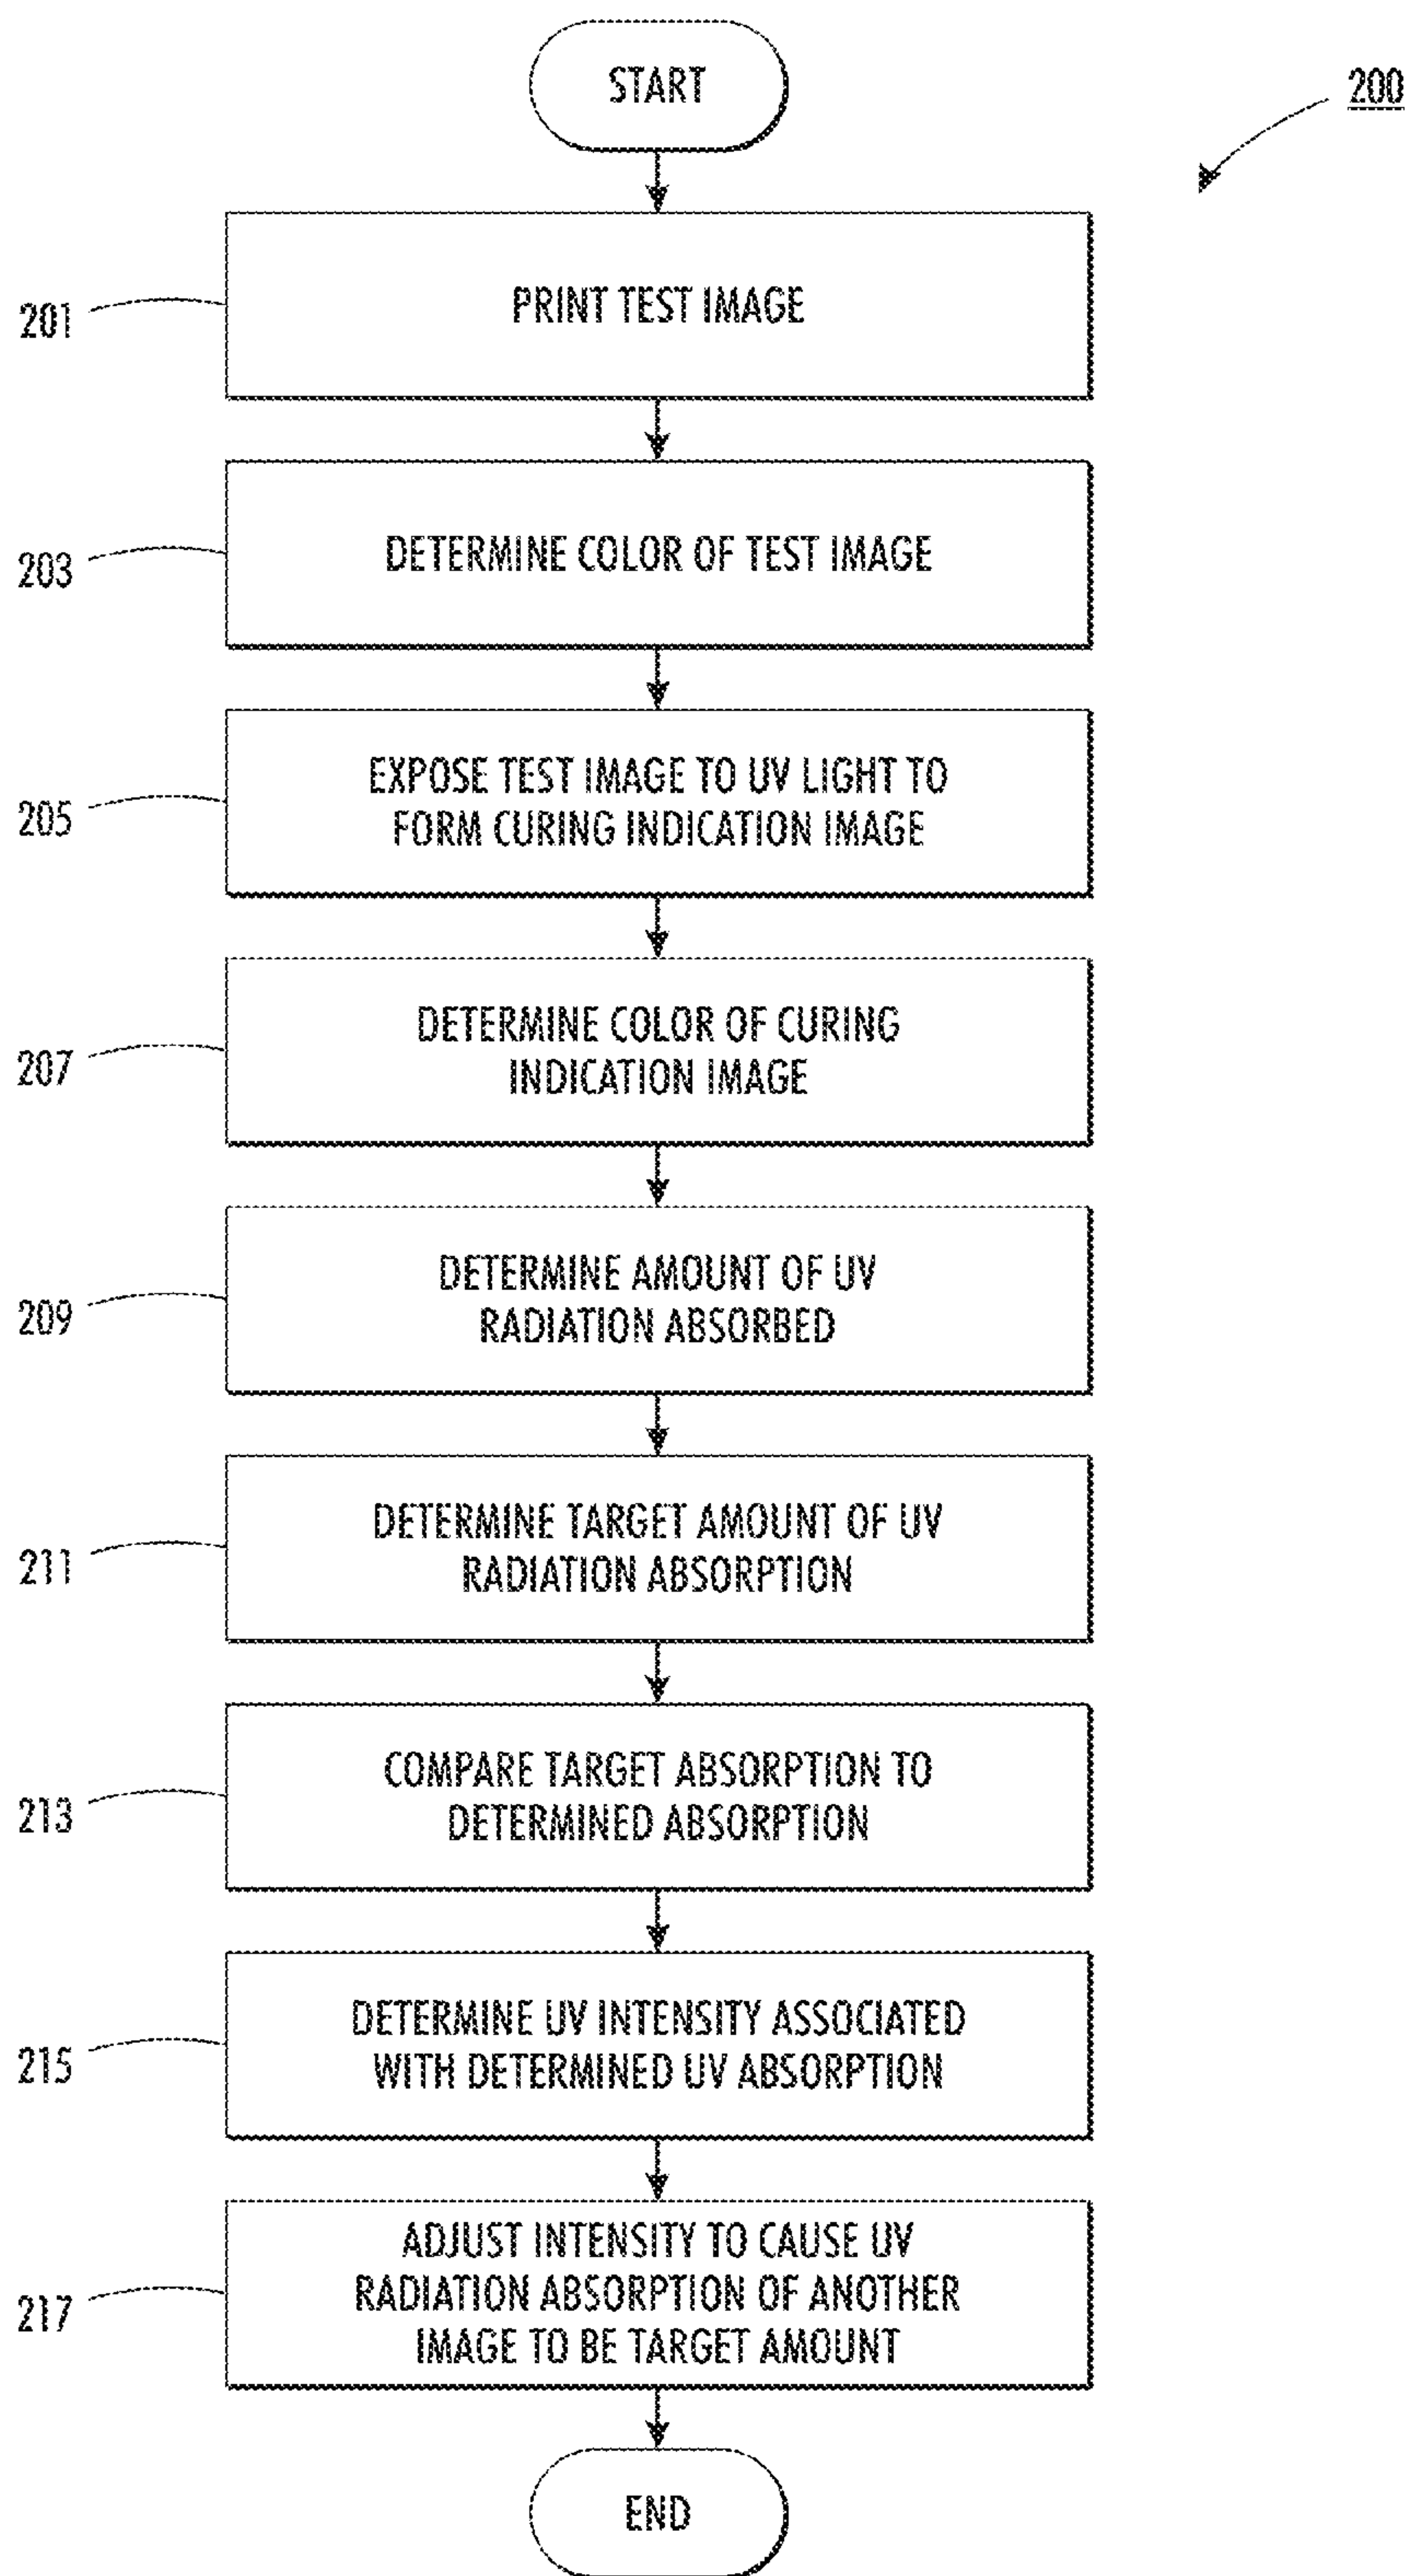 START
200
201
PRINT TEST IMAGE
203
DETERMINE COLOR OF TEST IMAGE
205
EXPOSE TEST IMAGE TO UV LIGHT TO
FORM CURING INDICATION IMAGE
207
DETERMINE COLOR OF CURING
INDICATION IMAGE
209
DETERMINE AMOUNT OF UV
RADIATION ABSORBED
211
DETERMINE TARGET AMOUNT OF UV
RADIATION ABSORPTION
213
COMPARE TARGET ABSORPTION TO
DETERMINED ABSORPTION
215
DETERMINE UV INTENSITY ASSOCIATED
WITH DETERMINED UV ABSORPTION
217
ADJUST INTENSITY TO CAUSE UV
RADIATION ABSORPTION OF ANOTHER
IMAGE TO BE TARGET AMOUNT
END